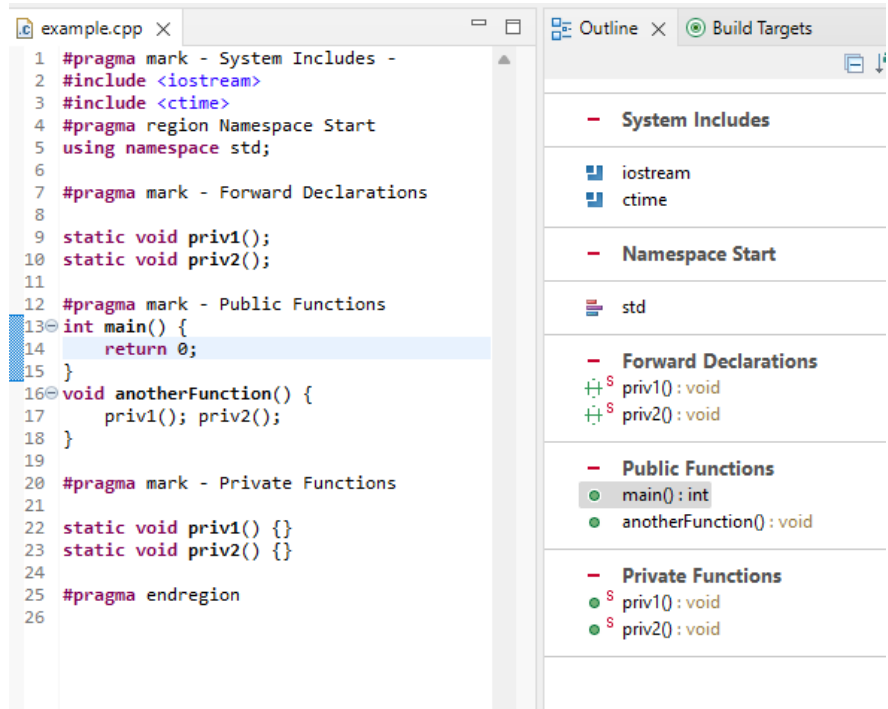 example.cpp
1 #pragma mark - System Includes -
2 #include <iostream>
3 #include <ctime>
4 #pragma region Namespace Start
5 using namespace std;
6
7 #pragma mark - Forward Declarations
8
9 static void priv1();
10 static void priv2();
11
12 #pragma mark - Public Functions
13 int main() {
14     return 0;
15 }
16 void anotherFunction() {
17     priv1(); priv2();
18 }
19
20 #pragma mark - Private Functions
21
22 static void priv1() {}
23 static void priv2() {}
24
25 #pragma endregion
26
Outline
Build Targets
System Includes
iostream
ctime
Namespace Start
std
Forward Declarations
S priv1() : void
S priv2() : void
Public Functions
main() : int
anotherFunction() : void
Private Functions
S priv1() : void
S priv2() : void